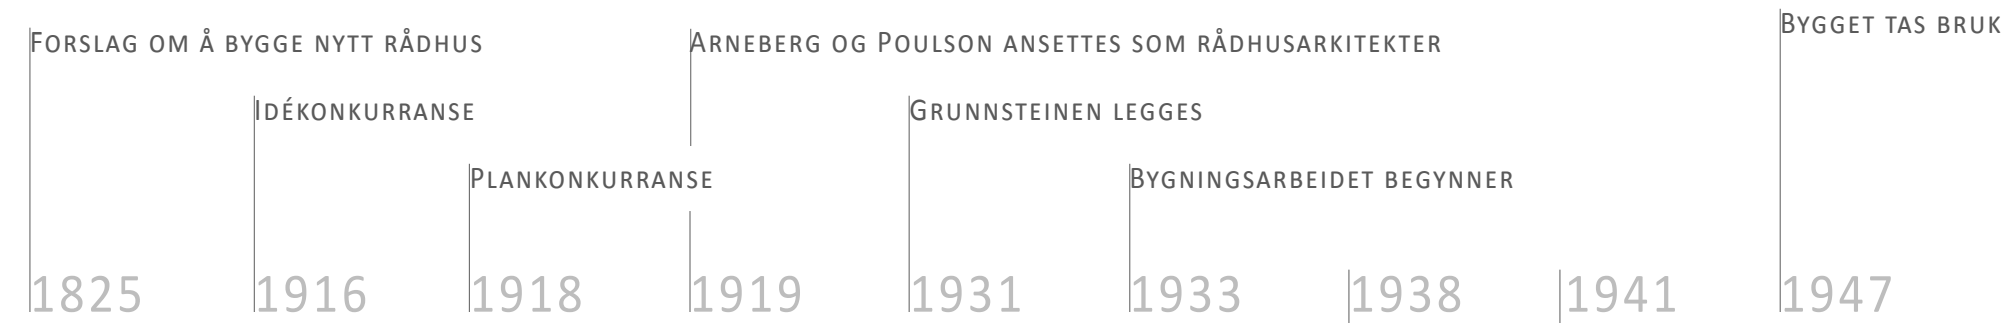 Forslag om å bygge nytt rådhus
Arneberg og Poulson ansettes som rådhusarkitekter
Bygget tas bruk
Idékonkurranse
Grunnsteinen legges
Plankonkurranse
Bygningsarbeidet begynner
1825 1916 1918 1919 1931 1933 1938 1941 1947